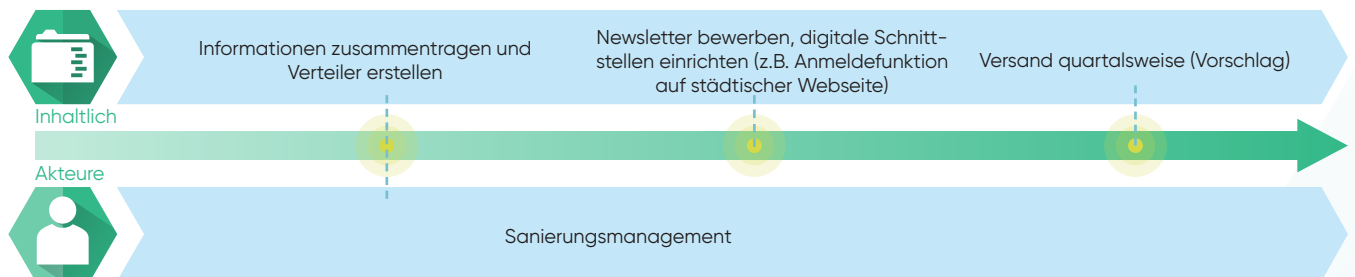 Informationen zusammentragen und
Verteiler erstellen
Newsletter bewerben, digitale Schnitt-
stellen einrichten (z.B. Anmeldefunktion
auf städtischer Webseite)
Versand quartalsweise (Vorschlag)
Inhaltlich
Akteure
Sanierungsmanagement